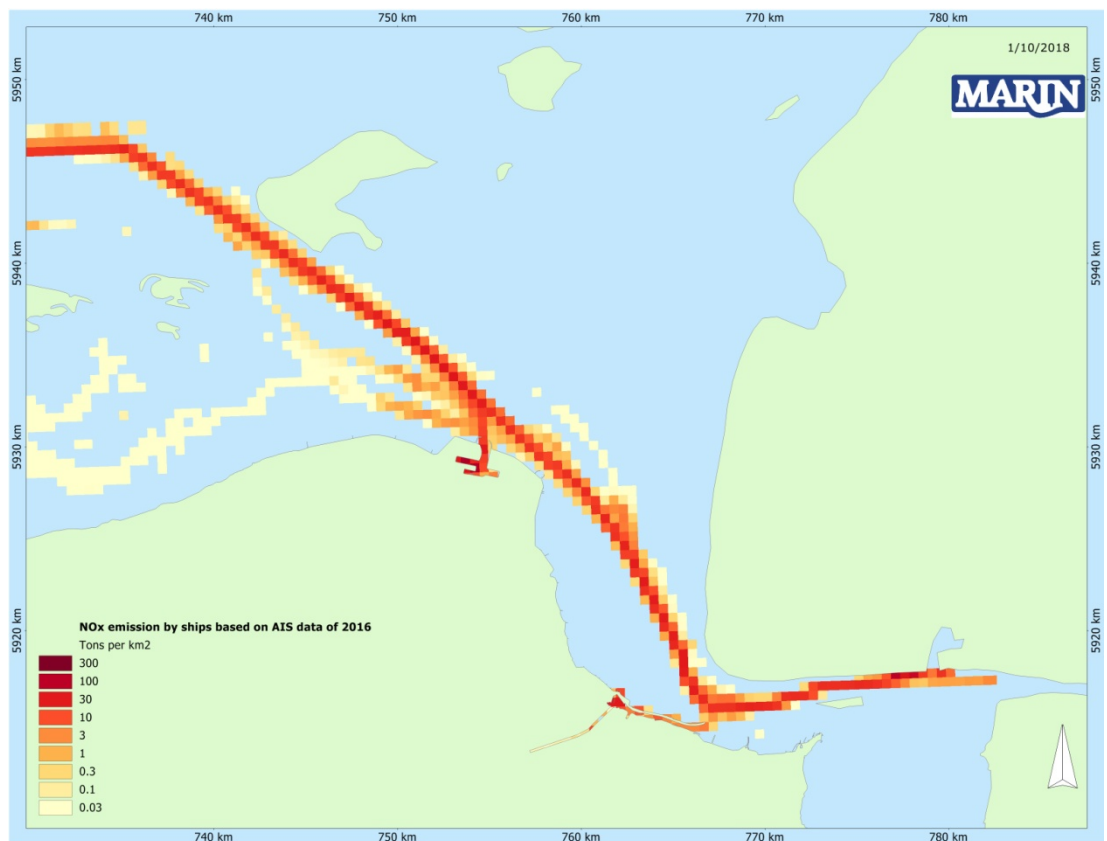 740 km 750 km 760 km 770 km 780 km
1/10/2018
MARIN
5950 km 5950 km
5940 km 5940 km
5930 km 5930 km
5920 km 5920 km
NOx emission by ships based on AIS data of 2016
Tons per km2
300
100
30
10
3
1
0.3
0.1
0.03
740 km 750 km 760 km 770 km 780 km